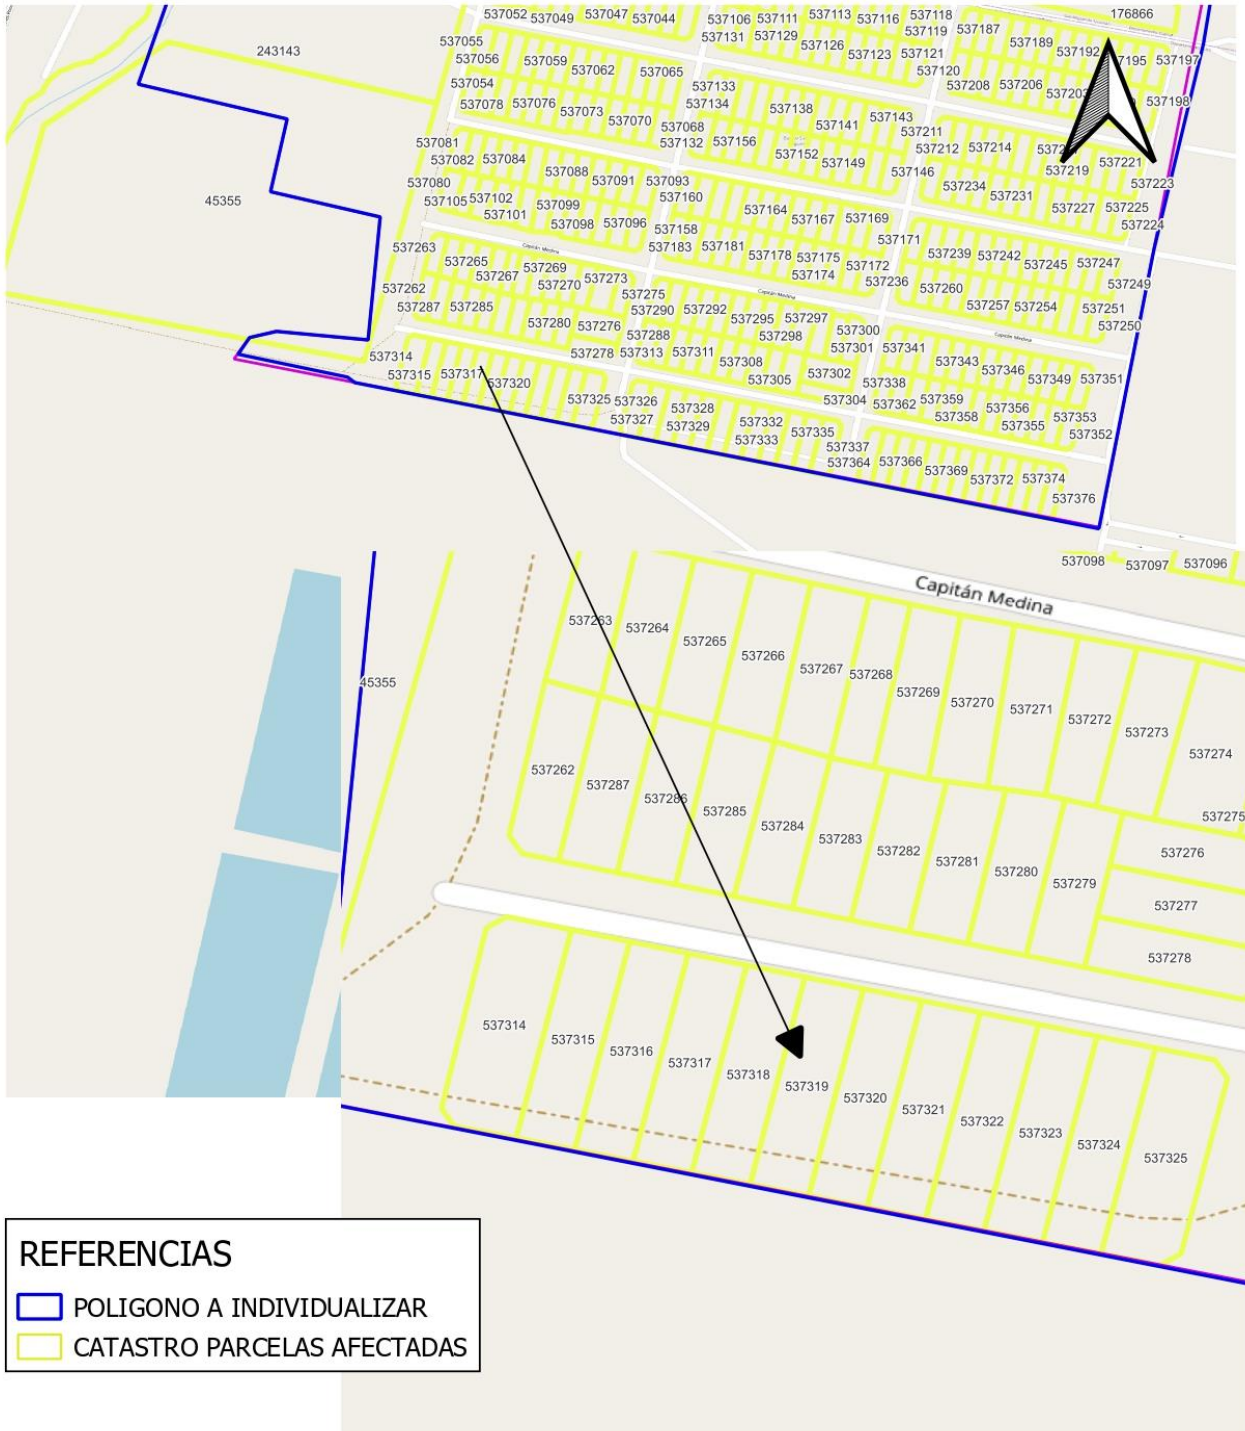 537052 537049 537047 537044 537106 537111 537113 537116 537118 176866
537055 537131 537129 537126 537123 537119 537187 537189 537192 537195 537197
243143 537056 537059 537062 537065 537121 537120
537054 537133 537208 537206 537203 537198
537078 537076 537073 537070 537134 537138 537141 537143
537068 537211
537081 537132 537156 537152 537149 537212 537214 537219 537221
537082 537084 537088 537091 537093 537146 537223
537080 537160 537234 537231 537227 537225
45355 537105 537102 537101 537099 537098 537096 537158 537164 537167 537169 537224
537263 Capitán Medina 537183 537181 537178 537175 537171
537265 537267 537269 537270 537273 537174 537172 537239 537242 537245 537247
537262 537275 537236 537260 537249
537287 537285 537290 537292 Capitán Medina 537295 537297 537257 537254 537251
537280 537276 537288 537298 537300 537250
Capitán Medina
537314 537278 537313 537311 537308 537301 537341 537343 537346 537349 537351
537315 537317 537320 537305 537302 537338
537325 537326 537328 537304 537362 537359 537358 537356 537355 537353
537327 537329 537332 537333 537335 537337 537352
537364 537366 537369 537372 537374
537376
537098 537097 537096
Capitán Medina
537263 537264 537265 537266 537267 537268 537269 537270 537271 537272 537273 537274
45355
537275
537262 537287 537286 537285 537284 537283 537282 537281 537280 537279 537276
537277
537278
537314 537315 537316 537317 537318 537319 537320 537321 537322 537323 537324 537325
REFERENCIAS
POLIGONO A INDIVIDUALIZAR
CATASTRO PARCELAS AFECTADAS